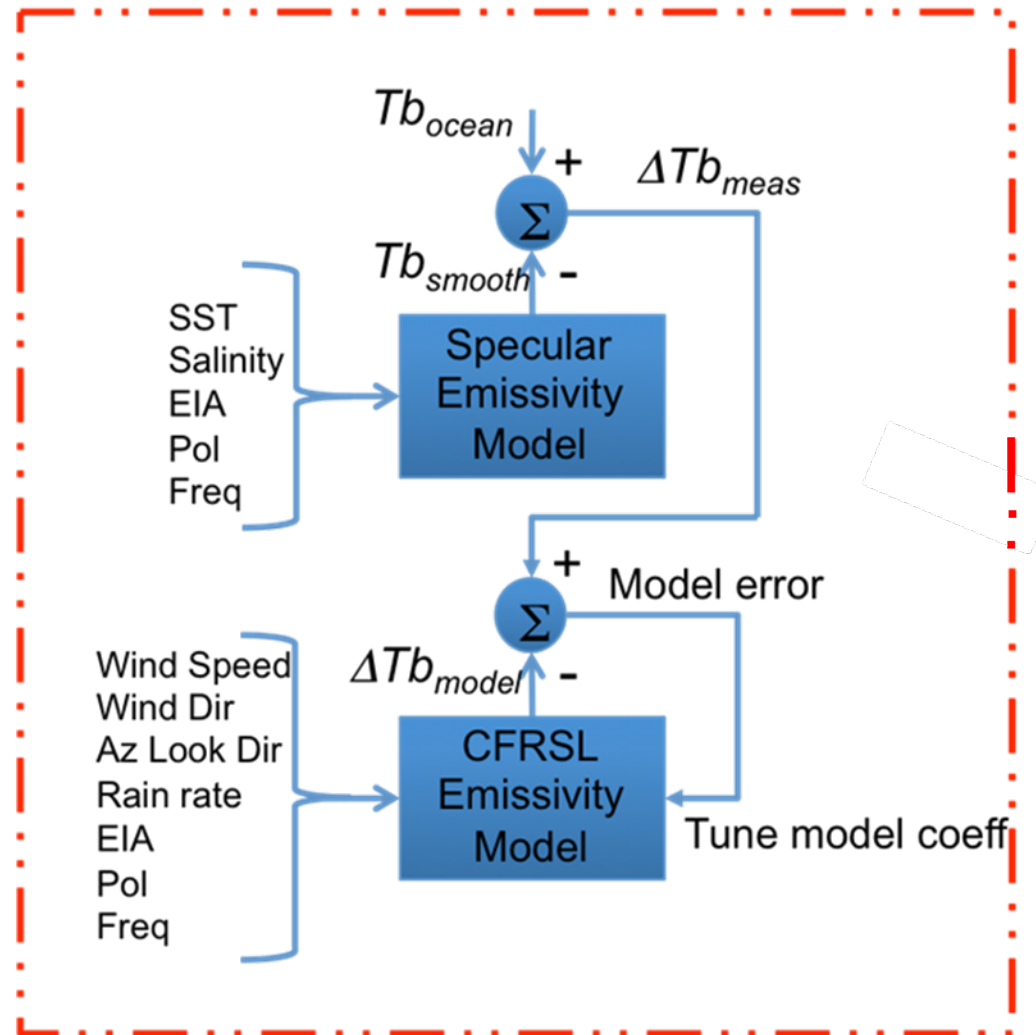 Tb_ocean
+
ΔTb_meas
Σ
Tb_smooth
-
SST
Salinity
EIA
Pol
Freq
Specular
Emissivity
Model
+
Model error
Σ
ΔTb_model
-
Wind Speed
Wind Dir
Az Look Dir
Rain rate
EIA
Pol
Freq
CFRSL
Emissivity
Model
Tune model coeff